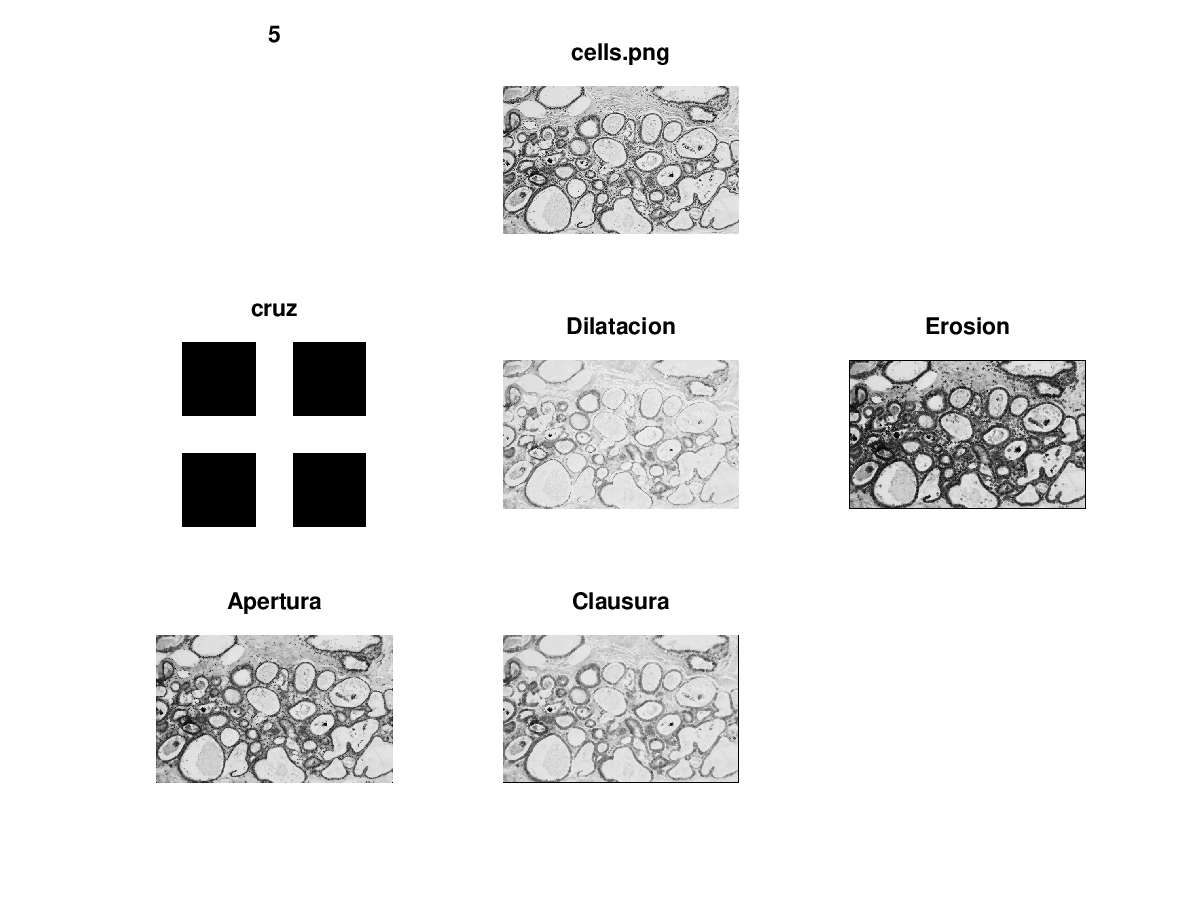 5
cells.png
cruz
Dilatacion
Erosion
Apertura
Clausura